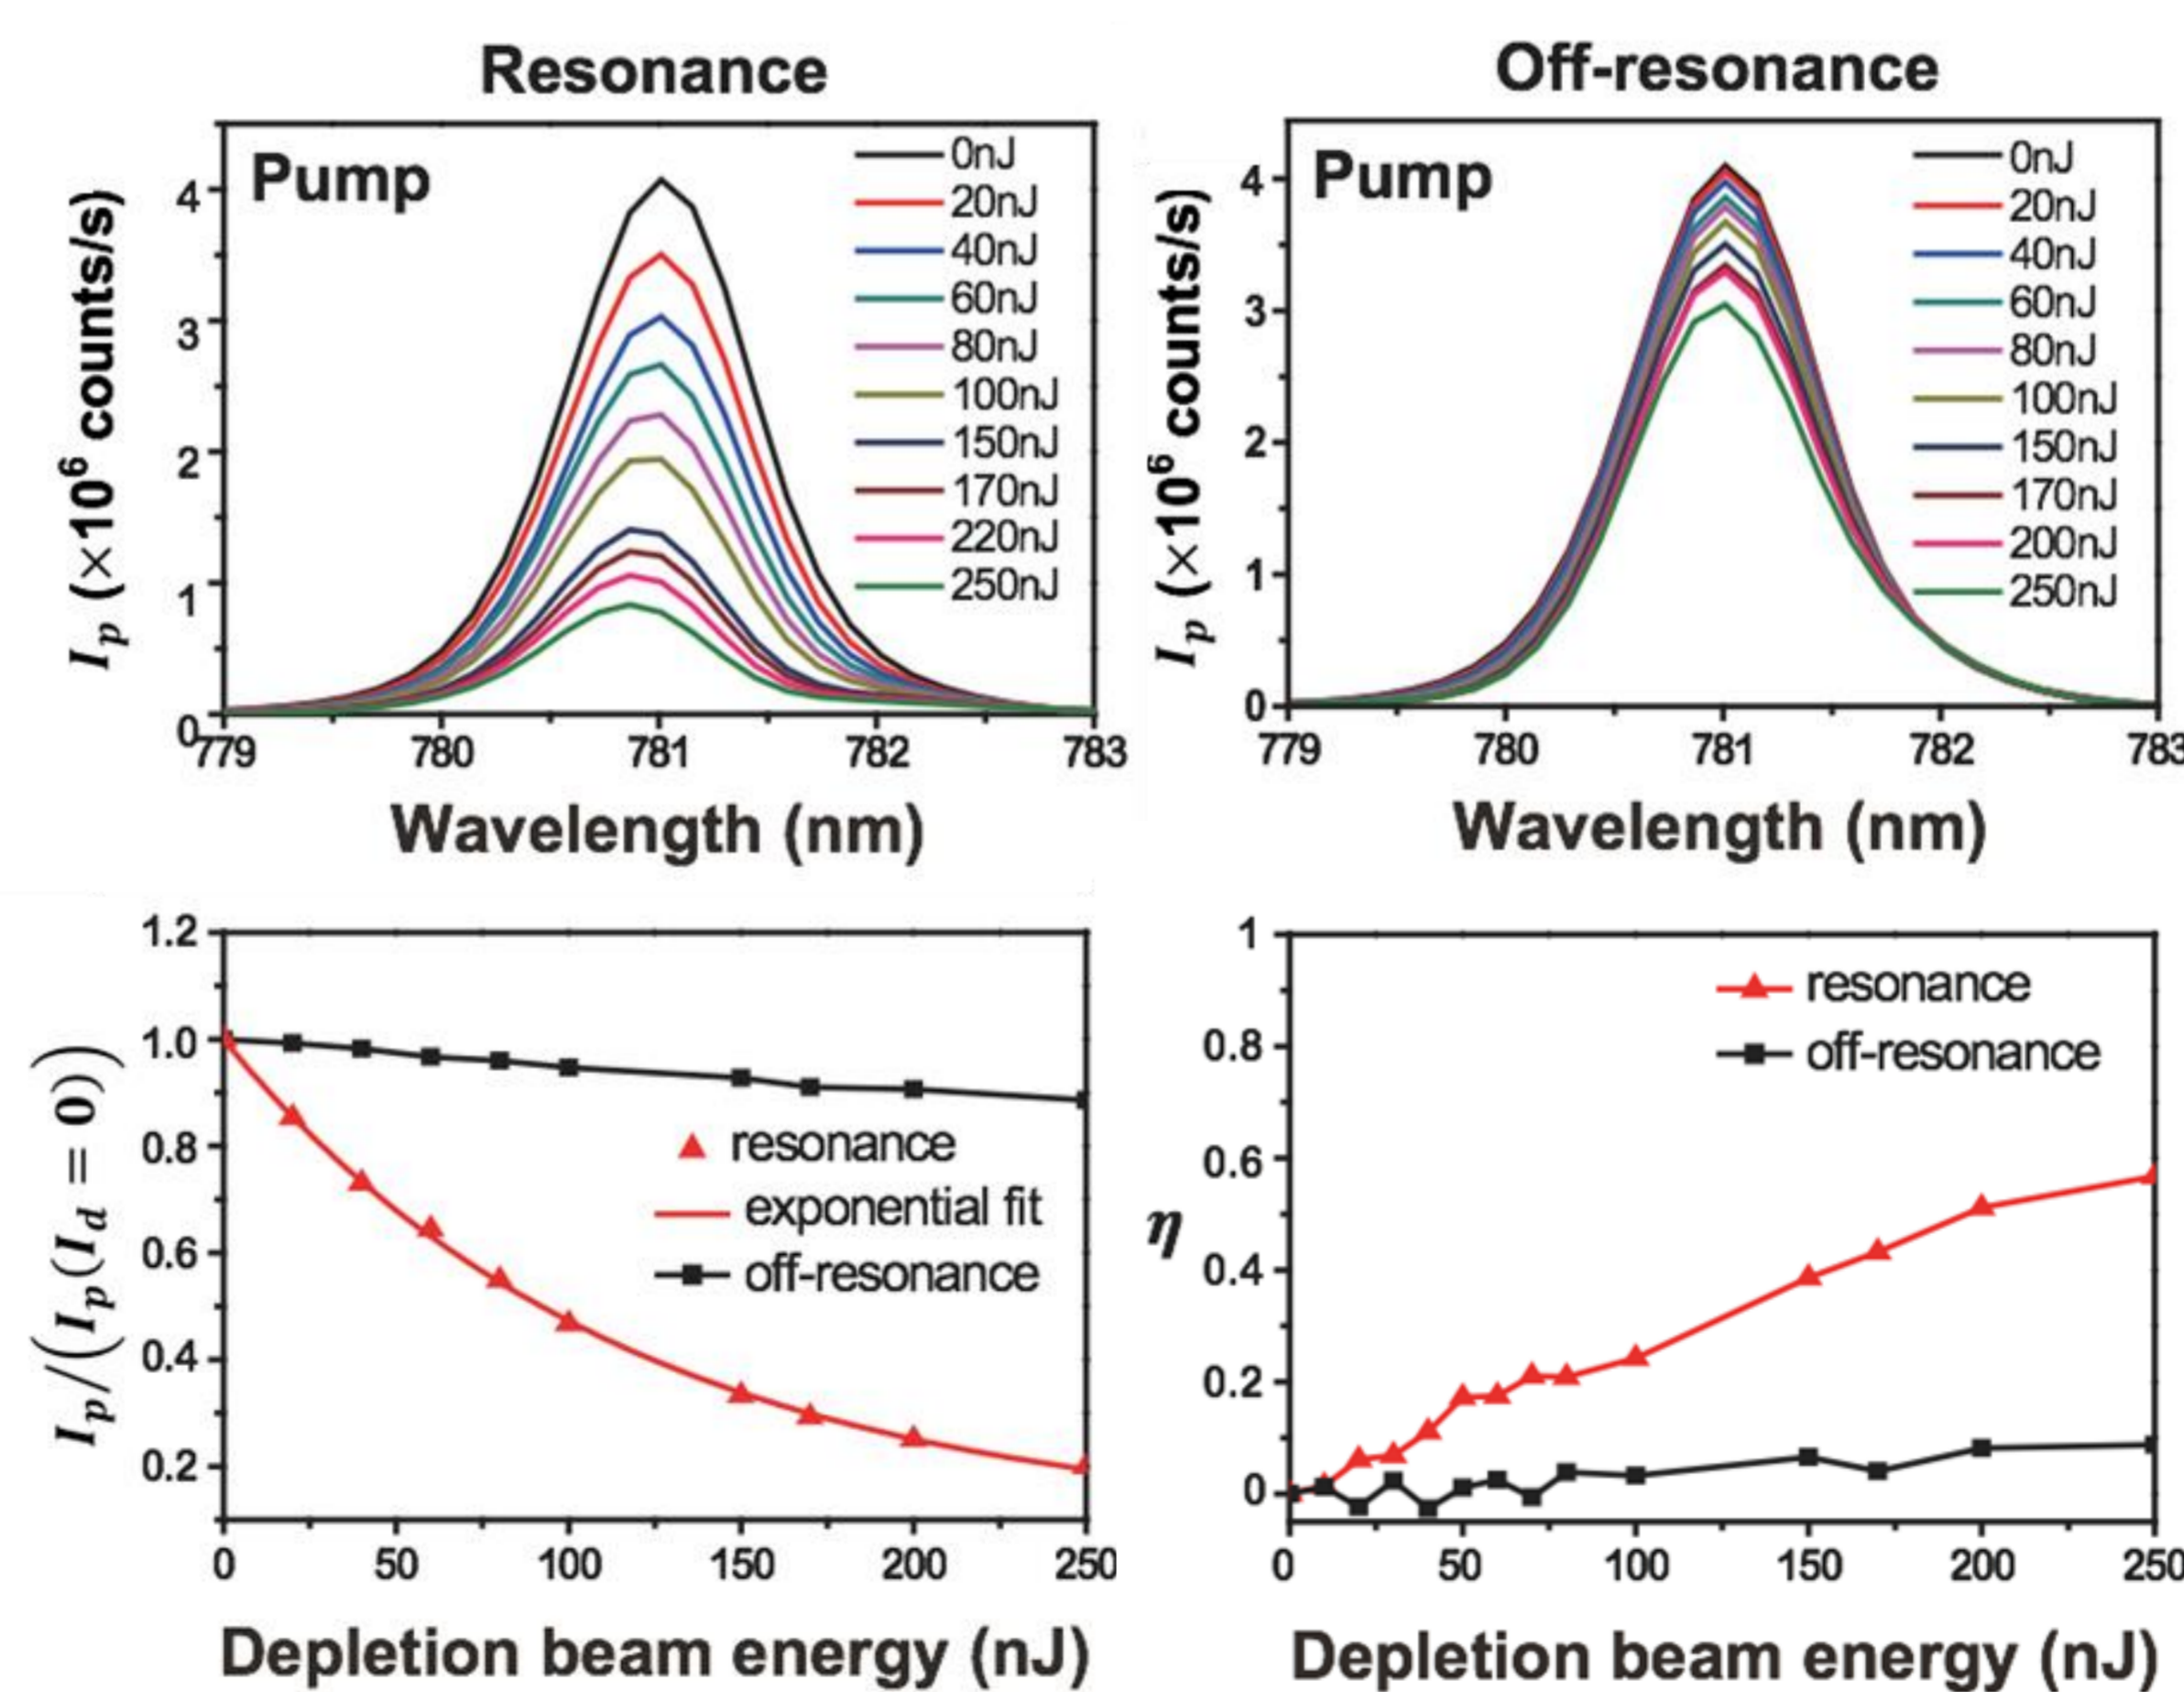 Resonance
Pump
0nJ
20nJ
40nJ
60nJ
80nJ
100nJ
150nJ
170nJ
220nJ
250nJ
4
3
2
1
0
I_p (×10⁶ counts/s)
779 780 781 782 783
Wavelength (nm)
Off-resonance
Pump
0nJ
20nJ
40nJ
60nJ
80nJ
100nJ
150nJ
170nJ
200nJ
250nJ
4
3
2
1
0
I_p (×10⁶ counts/s)
779 780 781 782 783
Wavelength (nm)
1.2
1.0
0.8
0.6
0.4
0.2
I_p/(I_p(I_d = 0))
resonance
exponential fit
off-resonance
0 50 100 150 200 250
Depletion beam energy (nJ)
1
0.8
0.6
0.4
0.2
0
η
resonance
off-resonance
0 50 100 150 200 250
Depletion beam energy (nJ)